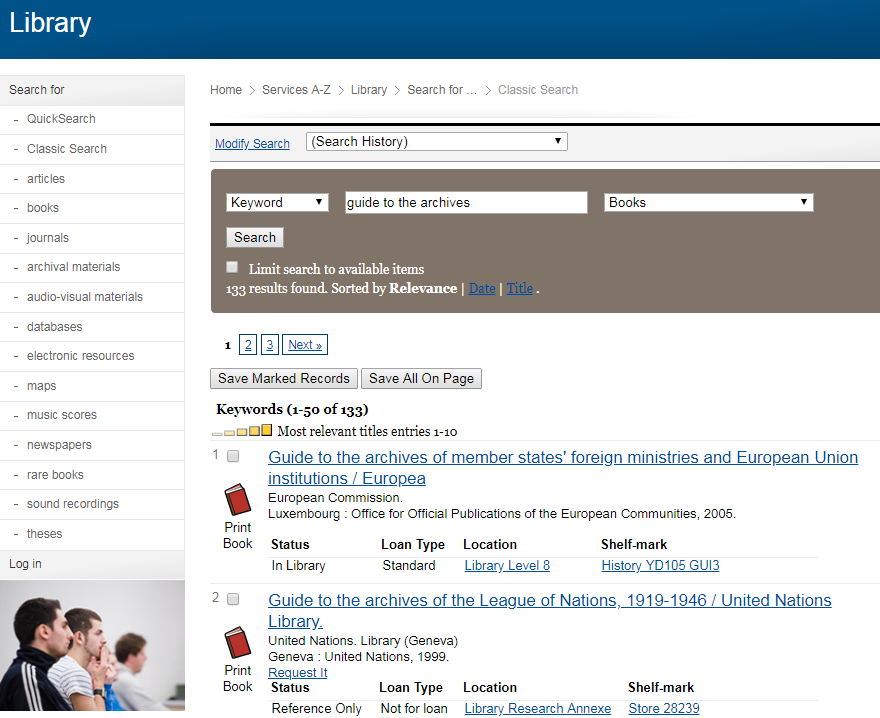 Library
Search for
- QuickSearch
- Classic Search
- articles
- books
- journals
- archival materials
- audio-visual materials
- databases
- electronic resources
- maps
- music scores
- newspapers
- rare books
- sound recordings
- theses
Log in
Home > Services A-Z > Library > Search for ... > Classic Search
Modify Search (Search History)
Keyword guide to the archives Books
Search
Limit search to available items
133 results found. Sorted by Relevance | Date | Title .
1 2 3 Next »
Save Marked Records Save All On Page
Keywords (1-50 of 133)
Most relevant titles entries 1-10
1 Guide to the archives of member states' foreign ministries and European Union
institutions / Europea
European Commission.
Luxembourg : Office for Official Publications of the European Communities, 2005.
Print
Book
Status Loan Type Location Shelf-mark
In Library Standard Library Level 8 History YD105 GUI3
2 Guide to the archives of the League of Nations, 1919-1946 / United Nations
Library.
United Nations. Library (Geneva)
Geneva : United Nations, 1999.
Request It
Print
Book
Status Loan Type Location Shelf-mark
Reference Only Not for loan Library Research Annexe Store 28239